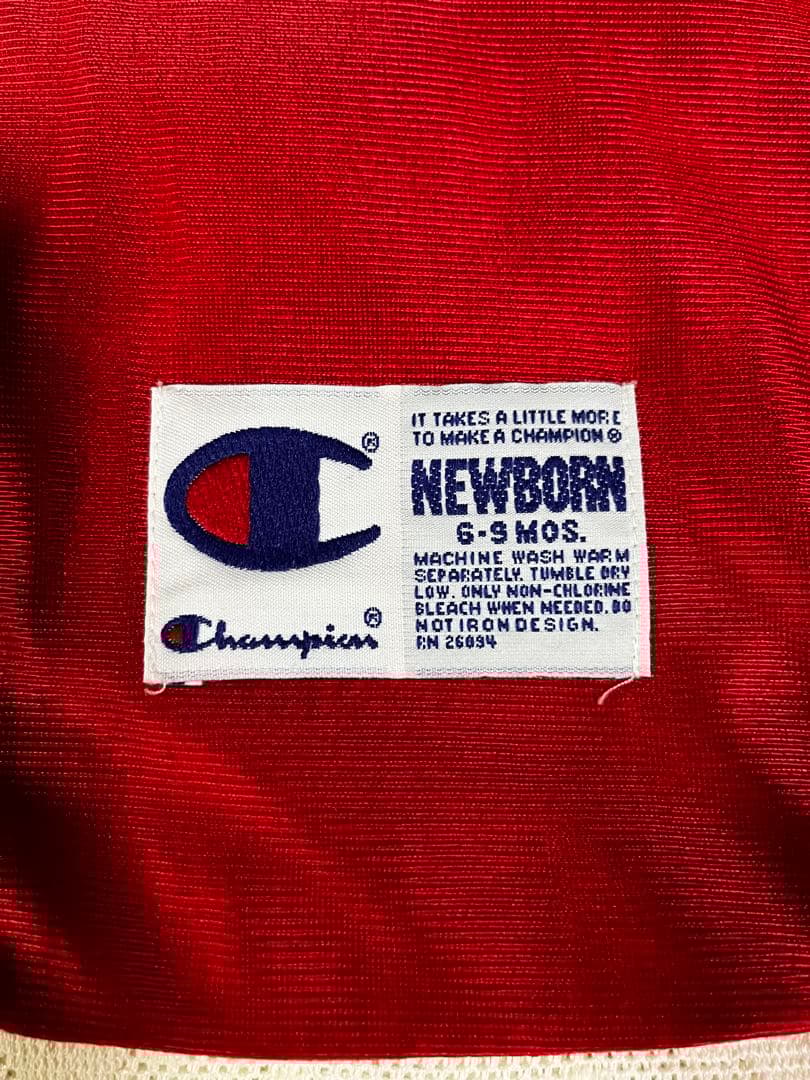 IT TAKES A LITTLE MORE
TO MAKE A CHAMPION ®
NEWBORN
6-9 MOS.
MACHINE WASH WARM
SEPARATELY. TUMBLE DRY
LOW. ONLY NON-CHLORINE
BLEACH WHEN NEEDED. DO
NOT IRON DESIGN.
RN 26094
®
Champion ®